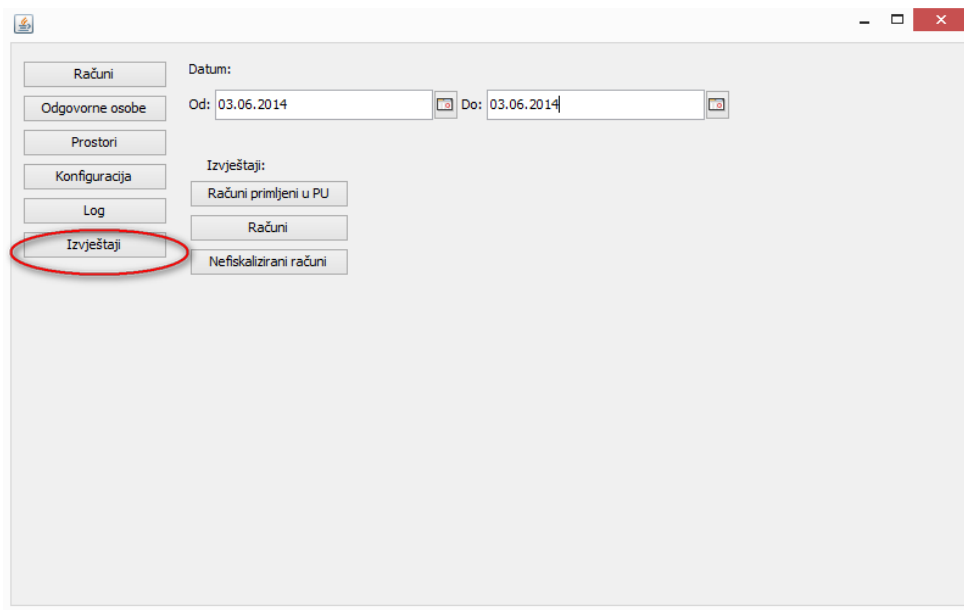 Računi
Odgovorne osobe
Prostori
Konfiguracija
Log
Izvještaji
Datum:
Od: 03.06.2014 Do: 03.06.2014
Izvještaji:
Računi primljeni u PU
Računi
Nefiskalizirani računi